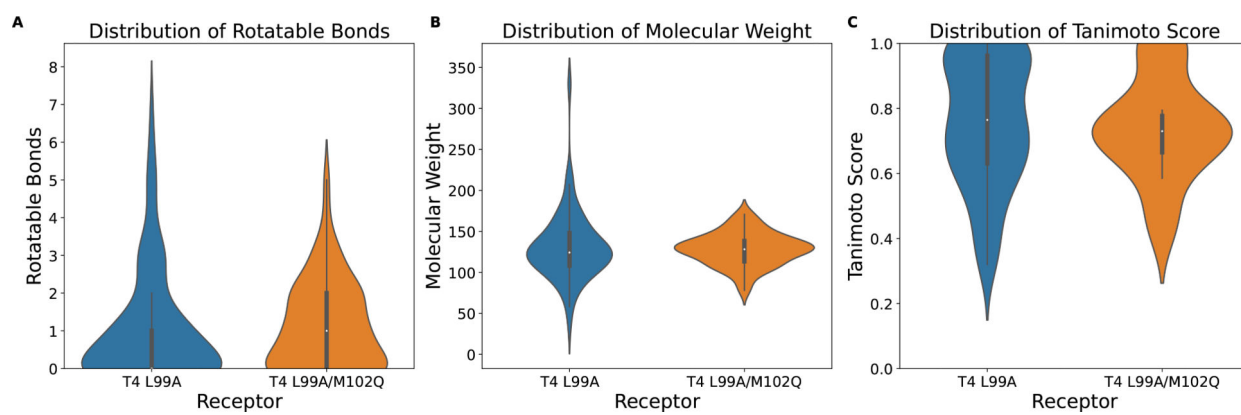 A
Distribution of Rotatable Bonds
8
7
6
5
4
3
2
1
0
Rotatable Bonds
T4 L99A
T4 L99A/M102Q
Receptor
B
Distribution of Molecular Weight
350
300
250
200
150
100
50
0
Molecular Weight
T4 L99A
T4 L99A/M102Q
Receptor
C
Distribution of Tanimoto Score
1.0
0.8
0.6
0.4
0.2
0.0
Tanimoto Score
T4 L99A
T4 L99A/M102Q
Receptor